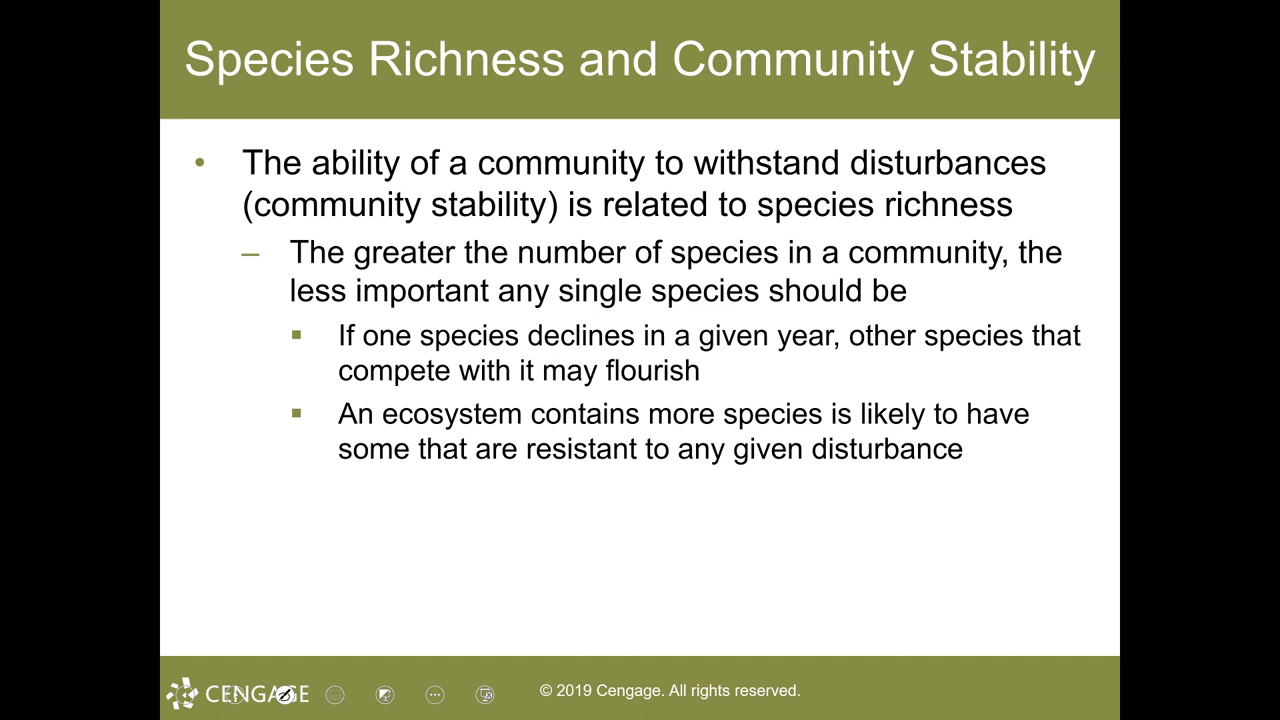 Species Richness and Community Stability
• The ability of a community to withstand disturbances
(community stability) is related to species richness
– The greater the number of species in a community, the
less important any single species should be
▪ If one species declines in a given year, other species that
compete with it may flourish
▪ An ecosystem contains more species is likely to have
some that are resistant to any given disturbance
CENGAGE
© 2019 Cengage. All rights reserved.